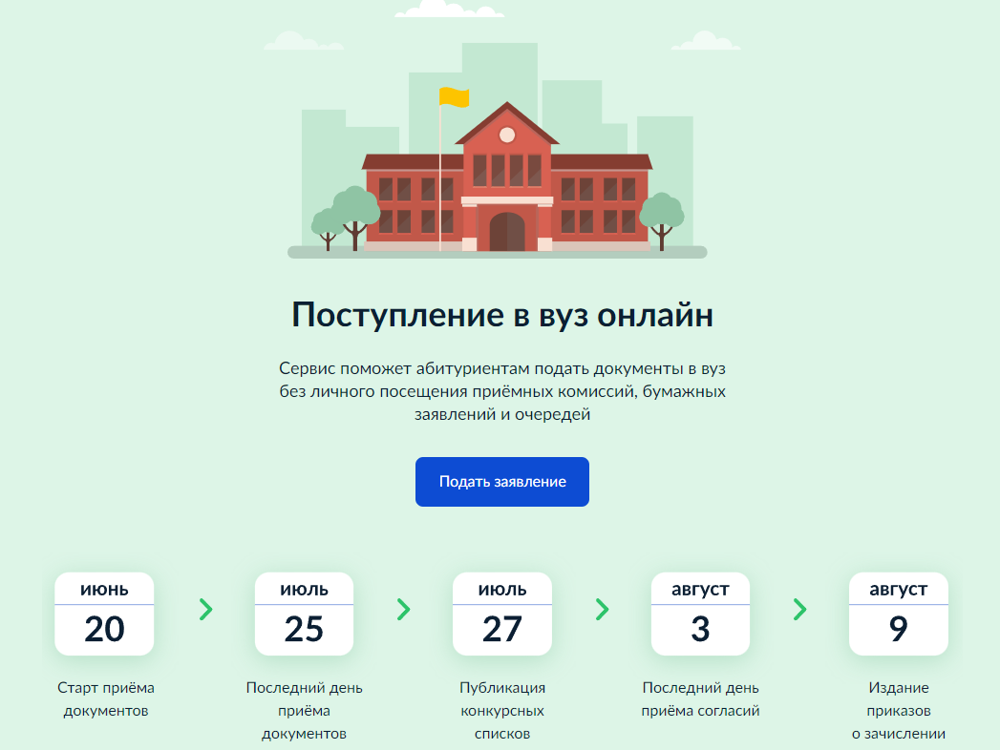 Поступление в вуз онлайн
Сервис поможет абитуриентам подать документы в вуз
без личного посещения приёмных комиссий, бумажных
заявлений и очередей
Подать заявление
июнь
20
Старт приёма
документов
июль
25
Последний день
приёма
документов
июль
27
Публикация
конкурсных
списков
август
3
Последний день
приёма согласий
август
9
Издание
приказов
о зачислении